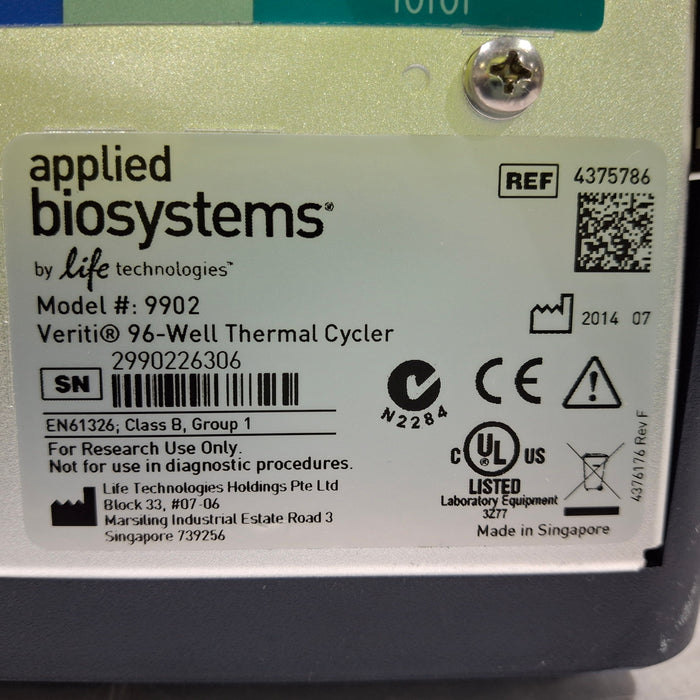 10101
applied
biosystems®
by life technologies™
REF 4375786
Model #: 9902
Veriti® 96-Well Thermal Cycler
2014 07
SN 2990226306
N2284
CE
EN61326; Class B, Group 1
For Research Use Only.
Not for use in diagnostic procedures.
Life Technologies Holdings Pte Ltd
Block 33, #07-06
Marsiling Industrial Estate Road 3
Singapore 739256
C UL® US
LISTED
Laboratory Equipment
3Z77
Made in Singapore
4376176 Rev F